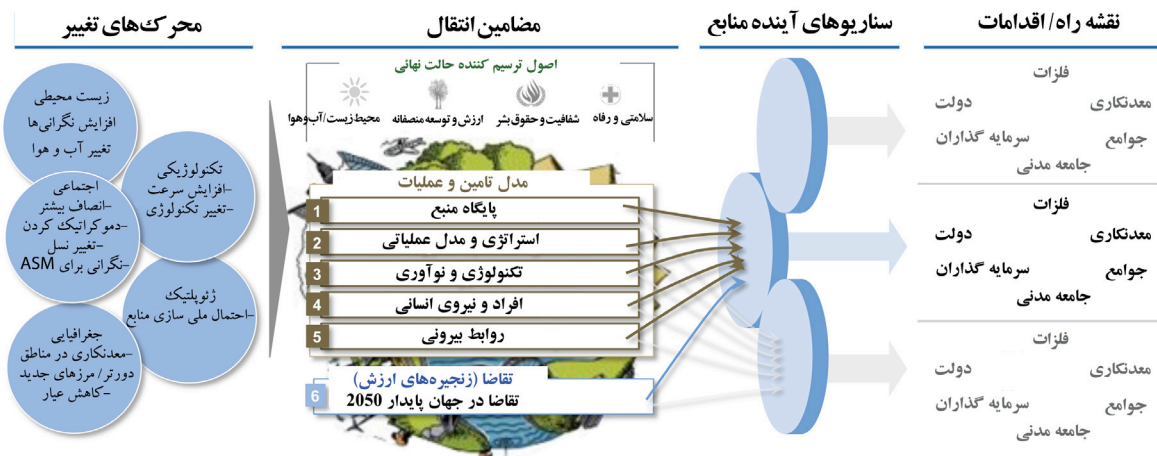 محرک‌های تغییر
مضامین انتقال
سناریوهای آینده منابع
نقشه راه/اقدامات
زیست محیطی
افزایش نگرانی‌ها
تغییر آب و هوا
تکنولوژیکی
-افزایش سرعت
-تغییر تکنولوژی
اجتماعی
-انصاف بیشتر
-دموکراتیک کردن
-تغییر نسل
-نگرانی برای ASM
ژئوپلتیک
-احتمال ملی سازی منابع
جغرافیایی
-معدنکاری در مناطق
دورتر/مرزهای جدید
-کاهش عیار
اصول ترسیم کننده حالت نهائی
سلامتی و رفاه
شفافیت و حقوق بشر
ارزش و توسعه منصفانه
محیط زیست/آب‌وهوا
مدل تامین و عملیات
1 پایگاه منبع
2 استراتژی و مدل عملیاتی
3 تکنولوژی و نوآوری
4 افراد و نیروی انسانی
5 روابط بیرونی
6 تقاضا (زنجیره‌های ارزش)
تقاضا در جهان پایدار 2050
فلزات
معدنکاری دولت
جوامع سرمایه گذاران
جامعه مدنی
فلزات
معدنکاری دولت
جوامع سرمایه گذاران
جامعه مدنی
فلزات
معدنکاری دولت
جوامع سرمایه گذاران
جامعه مدنی